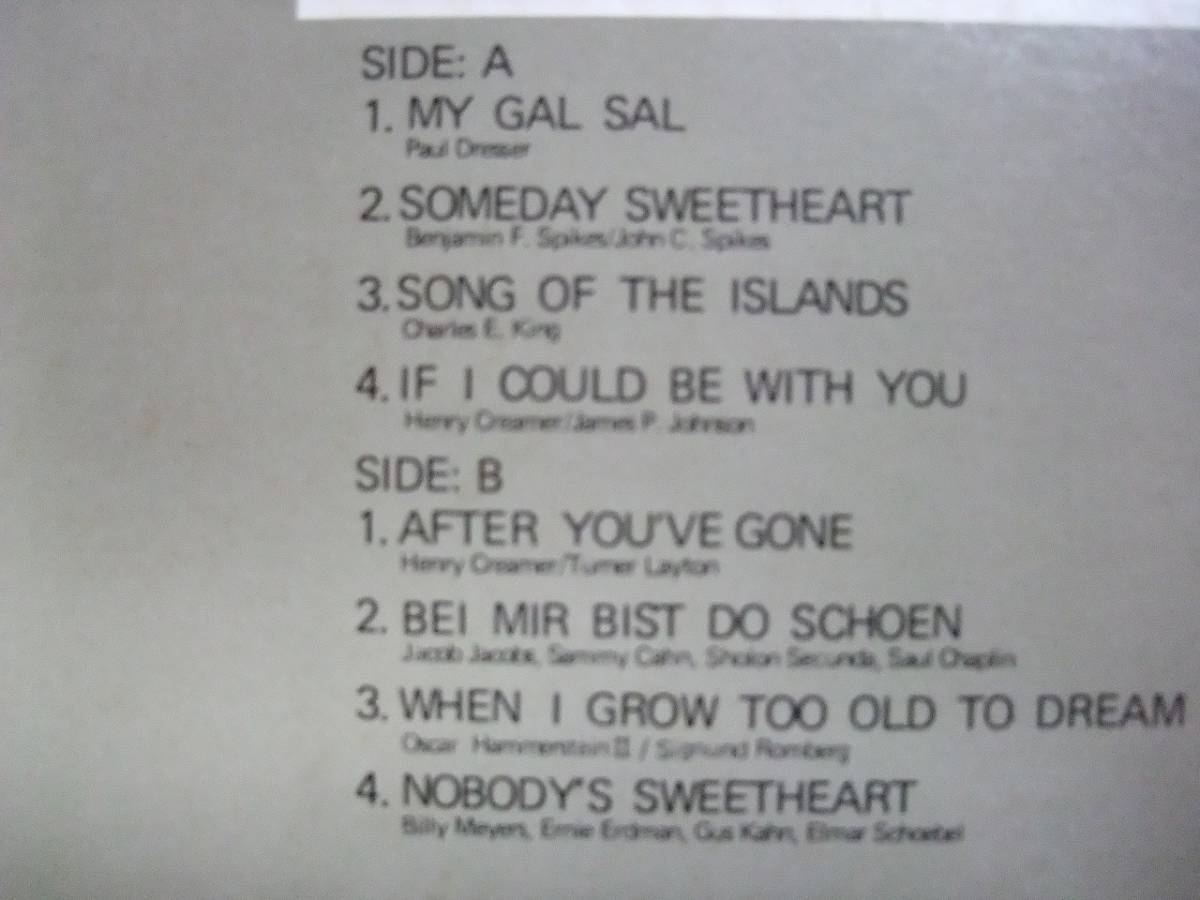 SIDE: A
1. MY GAL SAL
Paul Dresser
2. SOMEDAY SWEETHEART
Benjamin F. Spikes/John C. Spikes
3. SONG OF THE ISLANDS
Charles E. King
4. IF I COULD BE WITH YOU
Henry Creamer/James P. Johnson
SIDE: B
1. AFTER YOU'VE GONE
Henry Creamer/Turner Layton
2. BEI MIR BIST DO SCHOEN
Jacob Jacobs, Sammy Cahn, Sholon Secunda, Saul Chaplin
3. WHEN I GROW TOO OLD TO DREAM
Oscar Hammerstein II / Sigmund Romberg
4. NOBODY'S SWEETHEART
Billy Meyers, Ernie Erdman, Gus Kahn, Elmar Schoebel